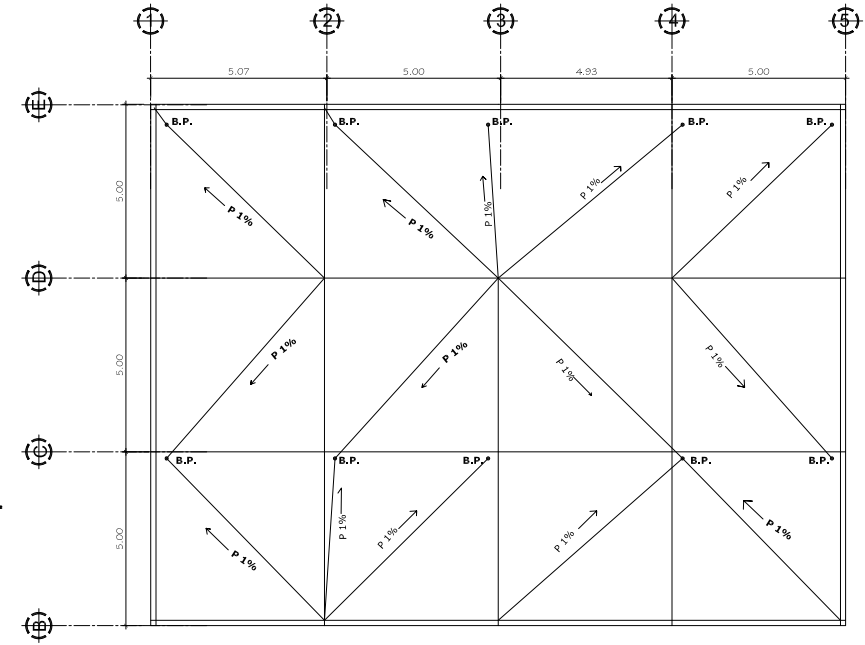 1 2 3 4 5
5.07 5.00 4.93 5.00
E
B.P. B.P. B.P. B.P. B.P.
5.00
P 1% P 1% P 1% P 1% P 1%
D
5.00
P 1% P 1% P 1% P 1%
C
B.P. B.P. B.P. B.P. B.P.
5.00
P 1% P 1% P 1% P 1% P 1%
B